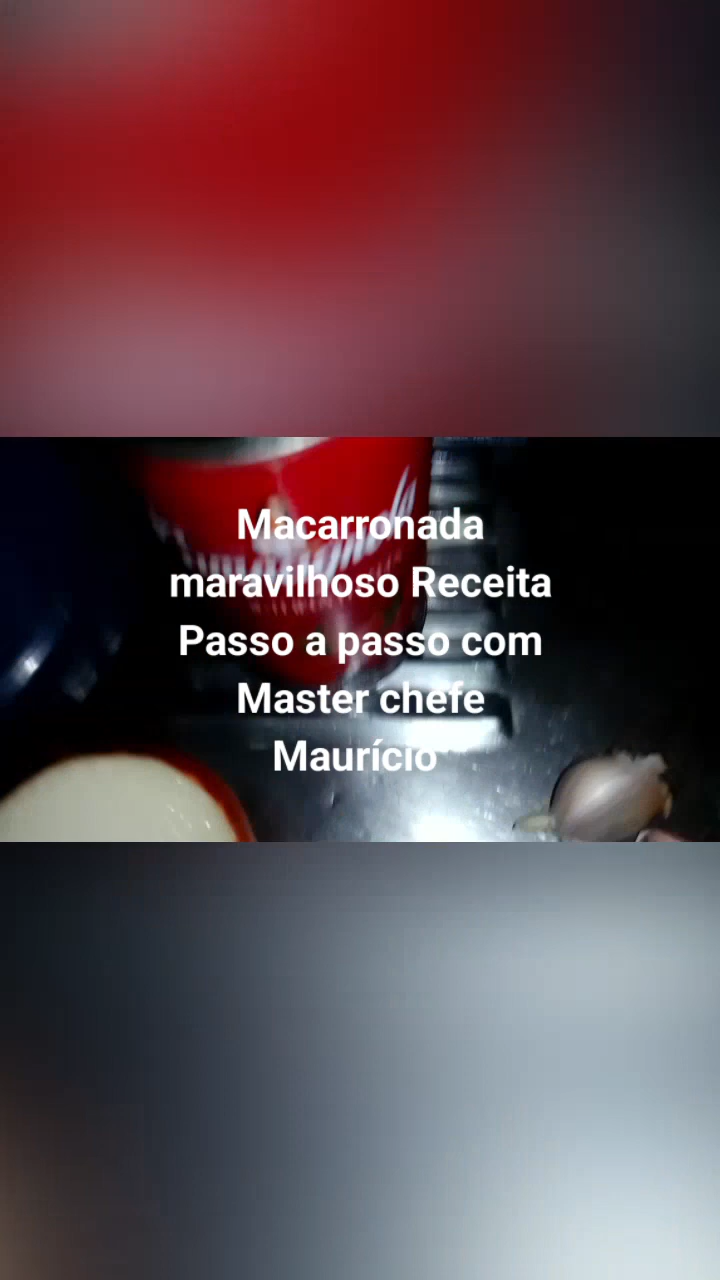 Macarronada
maravilhoso Receita
Passo a passo com
Master chefe
Maurício